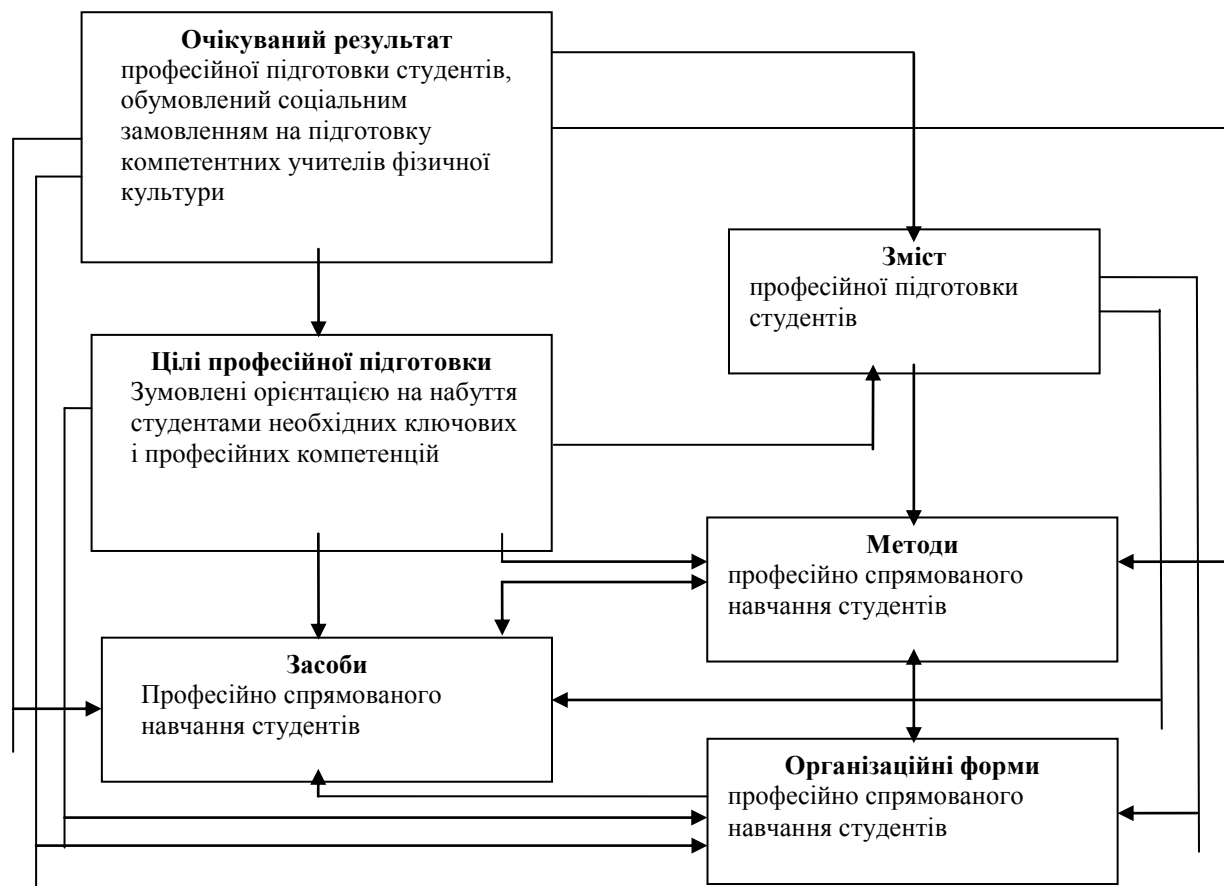 Очікуваний результат
професійної підготовки студентів,
обумовлений соціальним
замовленням на підготовку
компетентних учителів фізичної
культури
Зміст
професійної підготовки
студентів
Цілі професійної підготовки
Зумовлені орієнтацією на набуття
студентами необхідних ключових
і професійних компетенцій
Методи
професійно спрямованого
навчання студентів
Засоби
Професійно спрямованого
навчання студентів
Організаційні форми
професійно спрямованого
навчання студентів